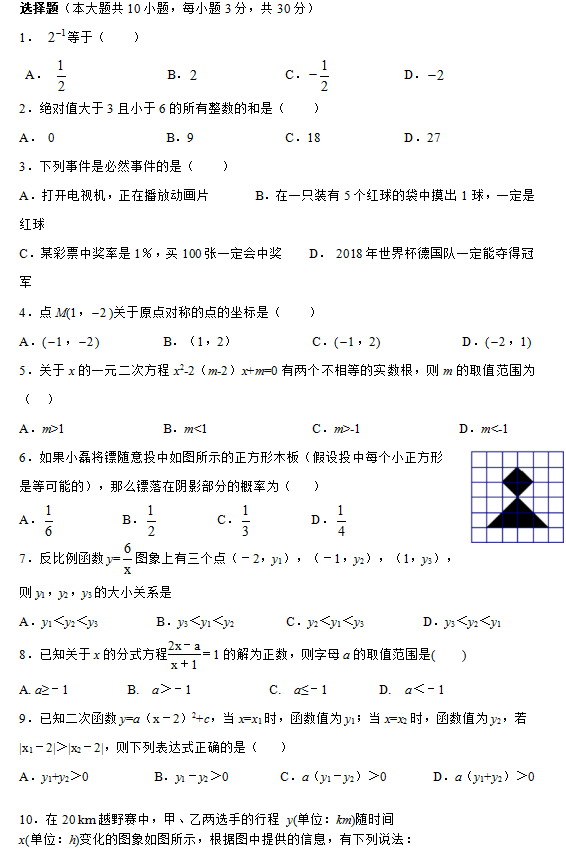 选择题（本大题共 10 小题，每小题 3 分，共 30 分）
1． 2⁻¹等于（　　）
A． 1/2　　B．2　　C．−1/2　　D．−2
2．绝对值大于 3 且小于 6 的所有整数的和是（　　）
A． 0　　B．9　　C．18　　D．27
3．下列事件是必然事件的是（　　）
A．打开电视机，正在播放动画片　　B．在一只装有 5 个红球的袋中摸出 1 球，一定是
红球
C．某彩票中奖率是 1％，买 100 张一定会中奖　　D． 2018 年世界杯德国队一定能夺得冠
军
4．点 M(1，−2 )关于原点对称的点的坐标是（　　）
A．(−1，−2 )　　B．（1，2）　　C．(−1，2)　　D．(−2，1)
5．关于 x 的一元二次方程 x²-2（m-2）x+m=0 有两个不相等的实数根，则 m 的取值范围为
（　）
A．m>1　　B．m<1　　C．m>-1　　D．m<-1
6．如果小磊将镖随意投中如图所示的正方形木板（假设投中每个小正方形
是等可能的），那么镖落在阴影部分的概率为（　　）
A．1/6　　B．1/2　　C．1/3　　D．1/4
7．反比例函数 y=6/x图象上有三个点（﹣2，y₁），（﹣1，y₂），（1，y₃），
则 y₁，y₂，y₃的大小关系是
A．y₁＜y₂＜y₃　　B．y₃＜y₁＜y₂　　C．y₂＜y₁＜y₃　　D．y₃＜y₂＜y₁
8．已知关于 x 的分式方程(2x﹣a)/(x+1)=1 的解为正数，则字母 a 的取值范围是(　　)
A. a≥﹣1　　B. a＞﹣1　　C. a≤﹣1　　D. a＜﹣1
9．已知二次函数 y=a（x﹣2）²+c，当 x=x₁时，函数值为 y₁；当 x=x₂时，函数值为 y₂，若
|x₁﹣2|＞|x₂﹣2|，则下列表达式正确的是（　　）
A．y₁+y₂＞0　　B．y₁﹣y₂＞0　　C．a（y₁﹣y₂）＞0　　D．a（y₁+y₂）＞0
10．在 20 km越野赛中，甲、乙两选手的行程 y(单位：km)随时间
x(单位：h)变化的图象如图所示，根据图中提供的信息，有下列说法：